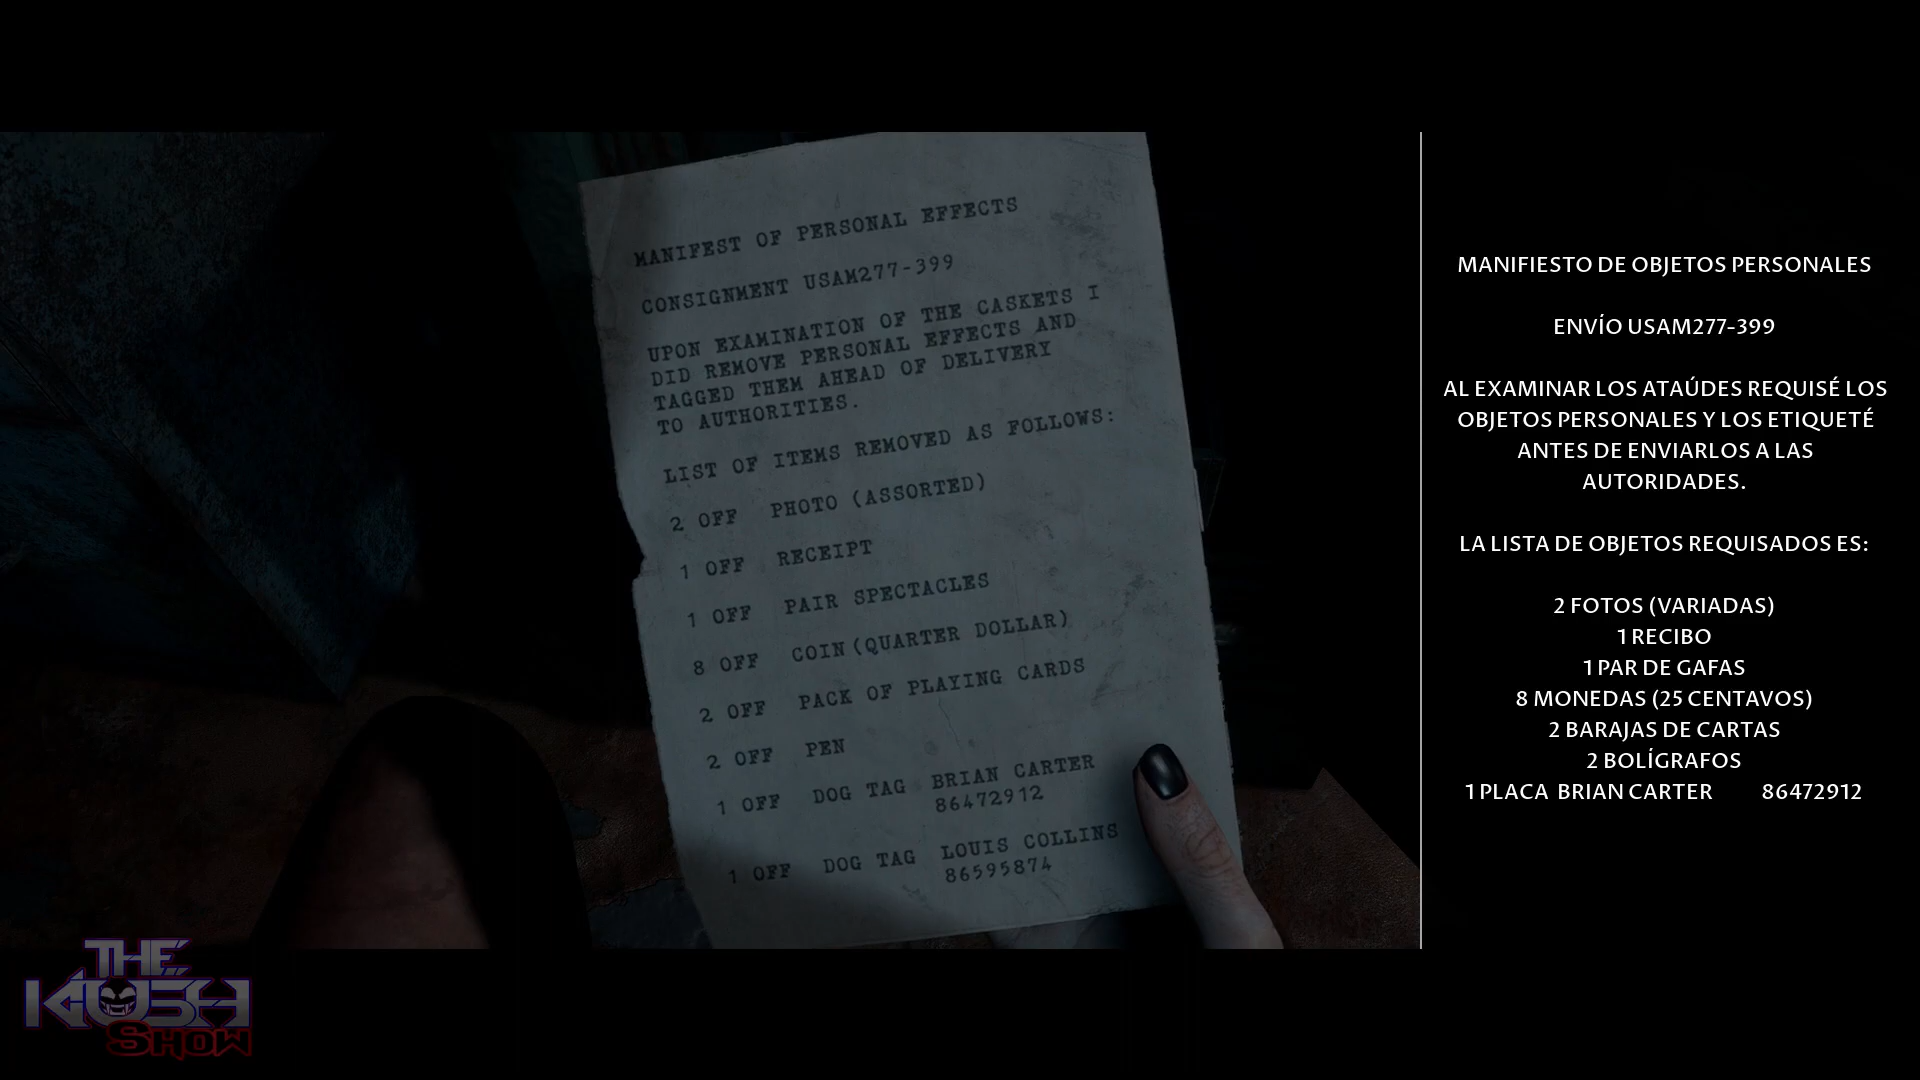 MANIFEST OF PERSONAL EFFECTS
CONSIGNMENT USAM277-399
UPON EXAMINATION OF THE CASKETS I
DID REMOVE PERSONAL EFFECTS AND
TAGGED THEM AHEAD OF DELIVERY
TO AUTHORITIES.
LIST OF ITEMS REMOVED AS FOLLOWS:
2 OFF PHOTO (ASSORTED)
1 OFF RECEIPT
1 OFF PAIR SPECTACLES
8 OFF COIN (QUARTER DOLLAR)
2 OFF PACK OF PLAYING CARDS
2 OFF PEN
1 OFF DOG TAG BRIAN CARTER
86472912
1 OFF DOG TAG LOUIS COLLINS
86595874
MANIFIESTO DE OBJETOS PERSONALES
ENVÍO USAM277-399
AL EXAMINAR LOS ATAÚDES REQUISÉ LOS
OBJETOS PERSONALES Y LOS ETIQUETÉ
ANTES DE ENVIARLOS A LAS
AUTORIDADES.
LA LISTA DE OBJETOS REQUISADOS ES:
2 FOTOS (VARIADAS)
1 RECIBO
1 PAR DE GAFAS
8 MONEDAS (25 CENTAVOS)
2 BARAJAS DE CARTAS
2 BOLÍGRAFOS
1 PLACA BRIAN CARTER 86472912
THE
KUSH
SHOW